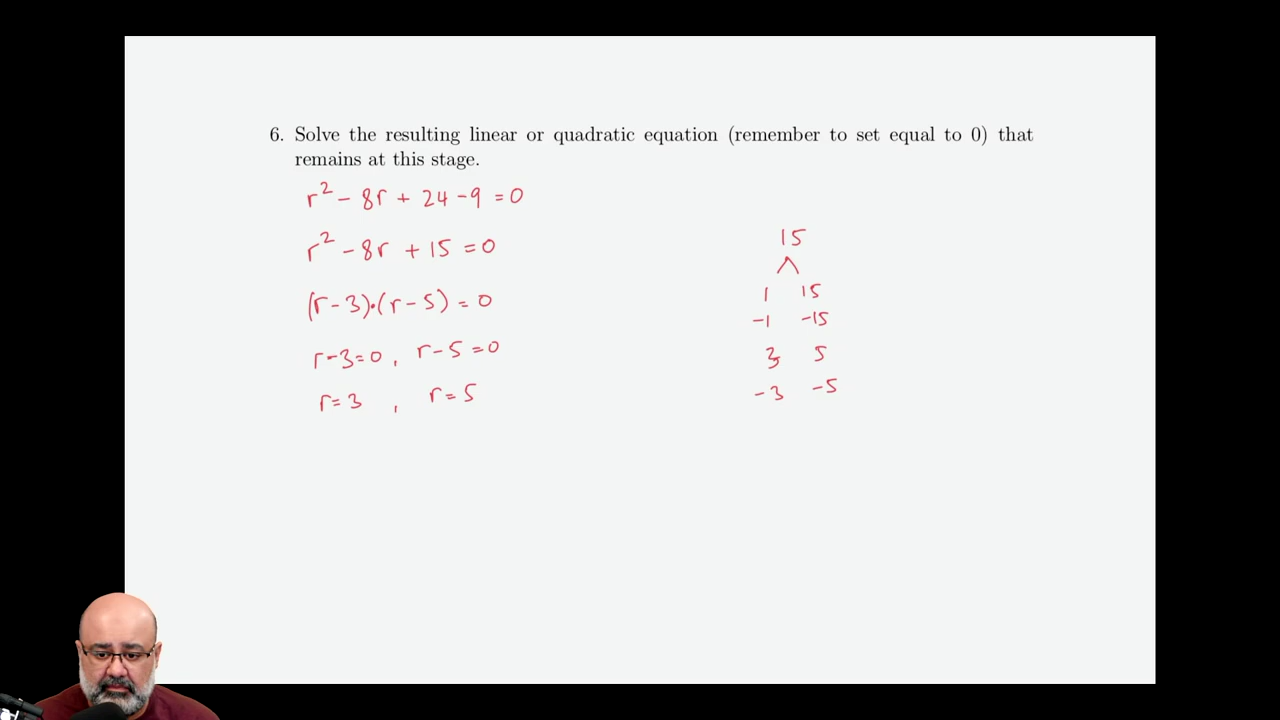 6. Solve the resulting linear or quadratic equation (remember to set equal to 0) that
remains at this stage.
r² - 8r + 24 - 9 = 0
r² - 8r + 15 = 0
(r - 3)·(r - 5) = 0
r - 3 = 0 , r - 5 = 0
r = 3 , r = 5
15
1 15
-1 -15
3 5
-3 -5